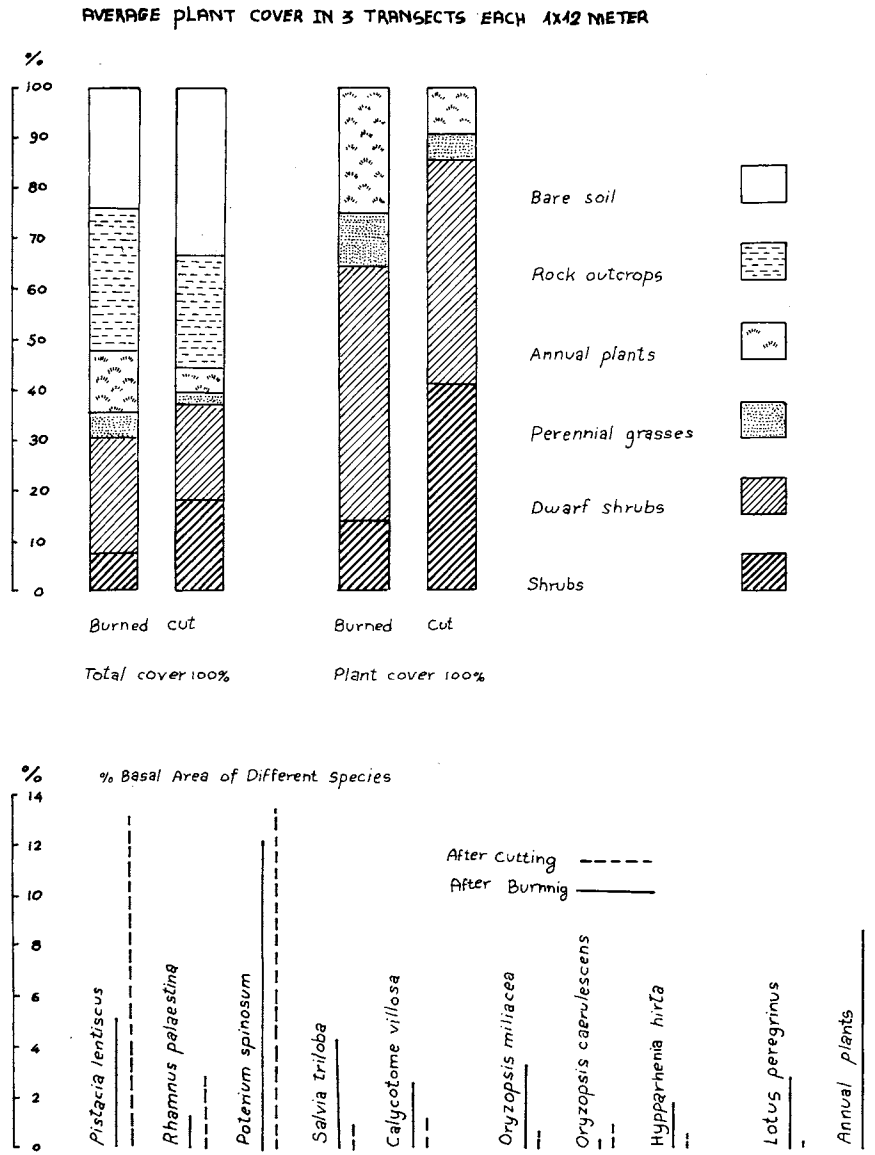 AVERAGE PLANT COVER IN 3 TRANSECTS EACH 1X12 METER
%
100
90
80
70
60
50
40
30
20
10
0
Bare soil
Rock outcrops
Annual plants
Perennial grasses
Dwarf shrubs
Shrubs
Burned cut
Burned cut
Total cover 100%
Plant cover 100%
%
% Basal Area of Different Species
14
12
10
8
6
4
2
0
After Cutting
After Burnnig
Pistacia lentiscus
Rhamnus palaestina
Poterium spinosum
Salvia triloba
Calycotome villosa
Oryzopsis miliacea
Oryzopsis caerulescens
Hypparhenia hirta
Lotus peregrinus
Annual plants